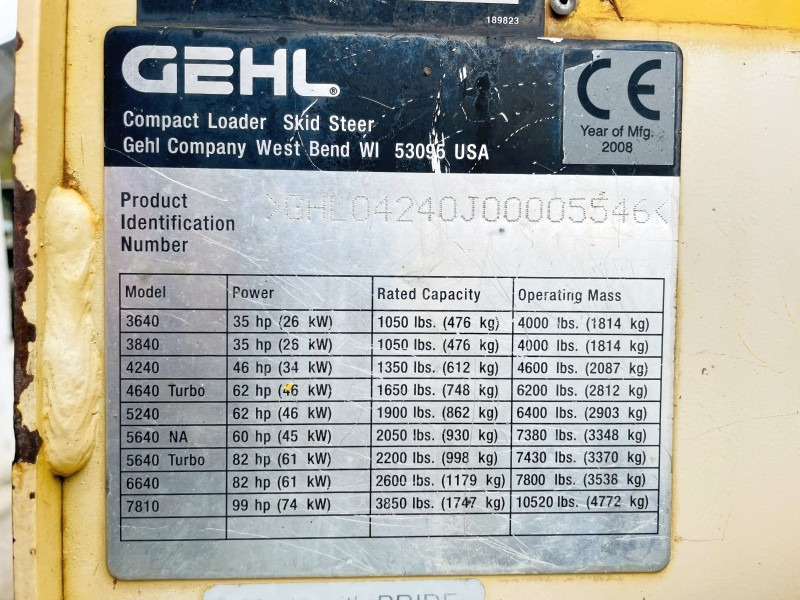 189823
GEHL®
Compact Loader Skid Steer
Gehl Company West Bend WI 53095 USA
CE
Year of Mfg.
2008
Product
Identification
Number
>GHL04240J00005546<
Model Power Rated Capacity Operating Mass
3640 35 hp (26 kW) 1050 lbs. (476 kg) 4000 lbs. (1814 kg)
3840 35 hp (26 kW) 1050 lbs. (476 kg) 4000 lbs. (1814 kg)
4240 46 hp (34 kW) 1350 lbs. (612 kg) 4600 lbs. (2087 kg)
4640 Turbo 62 hp (46 kW) 1650 lbs. (748 kg) 6200 lbs. (2812 kg)
5240 62 hp (46 kW) 1900 lbs. (862 kg) 6400 lbs. (2903 kg)
5640 NA 60 hp (45 kW) 2050 lbs. (930 kg) 7380 lbs. (3348 kg)
5640 Turbo 82 hp (61 kW) 2200 lbs. (998 kg) 7430 lbs. (3370 kg)
6640 82 hp (61 kW) 2600 lbs. (1179 kg) 7800 lbs. (3538 kg)
7810 99 hp (74 kW) 3850 lbs. (1747 kg) 10520 lbs. (4772 kg)
PRIDE